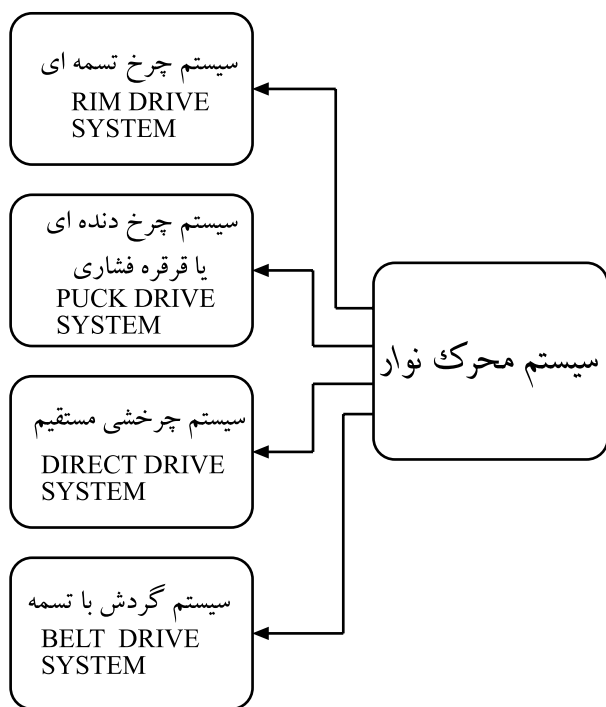 سیستم چرخ تسمه ای
RIM DRIVE
SYSTEM
سیستم چرخ دنده ای
یا قرقره فشاری
PUCK DRIVE
SYSTEM
سیستم محرك نوار
سیستم چرخشی مستقیم
DIRECT DRIVE
SYSTEM
سیستم گردش با تسمه
BELT DRIVE
SYSTEM